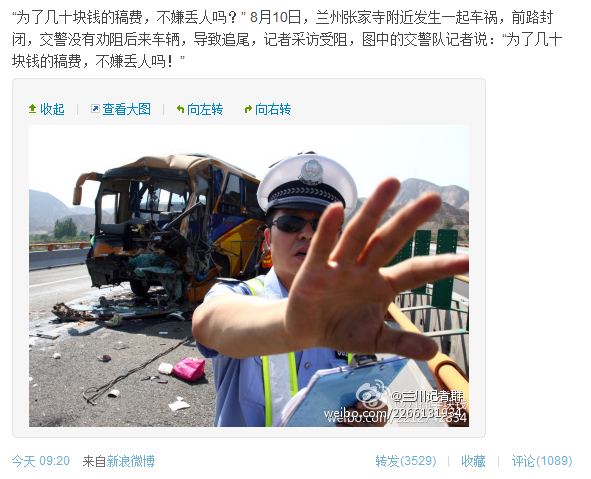 “为了几十块钱的稿费，不嫌丢人吗？” 8月10日，兰州张家寺附近发生一起车祸，前路封
闭，交警没有劝阻后来车辆，导致追尾，记者采访受阻，图中的交警队记者说：“为了几十
块钱的稿费，不嫌丢人吗！”
收起 | 查看大图 | 向左转 向右转
@兰州记者群
weibo.com/2266131934
今天 09:20 来自新浪微博 转发(3529) | 收藏 | 评论(1089)